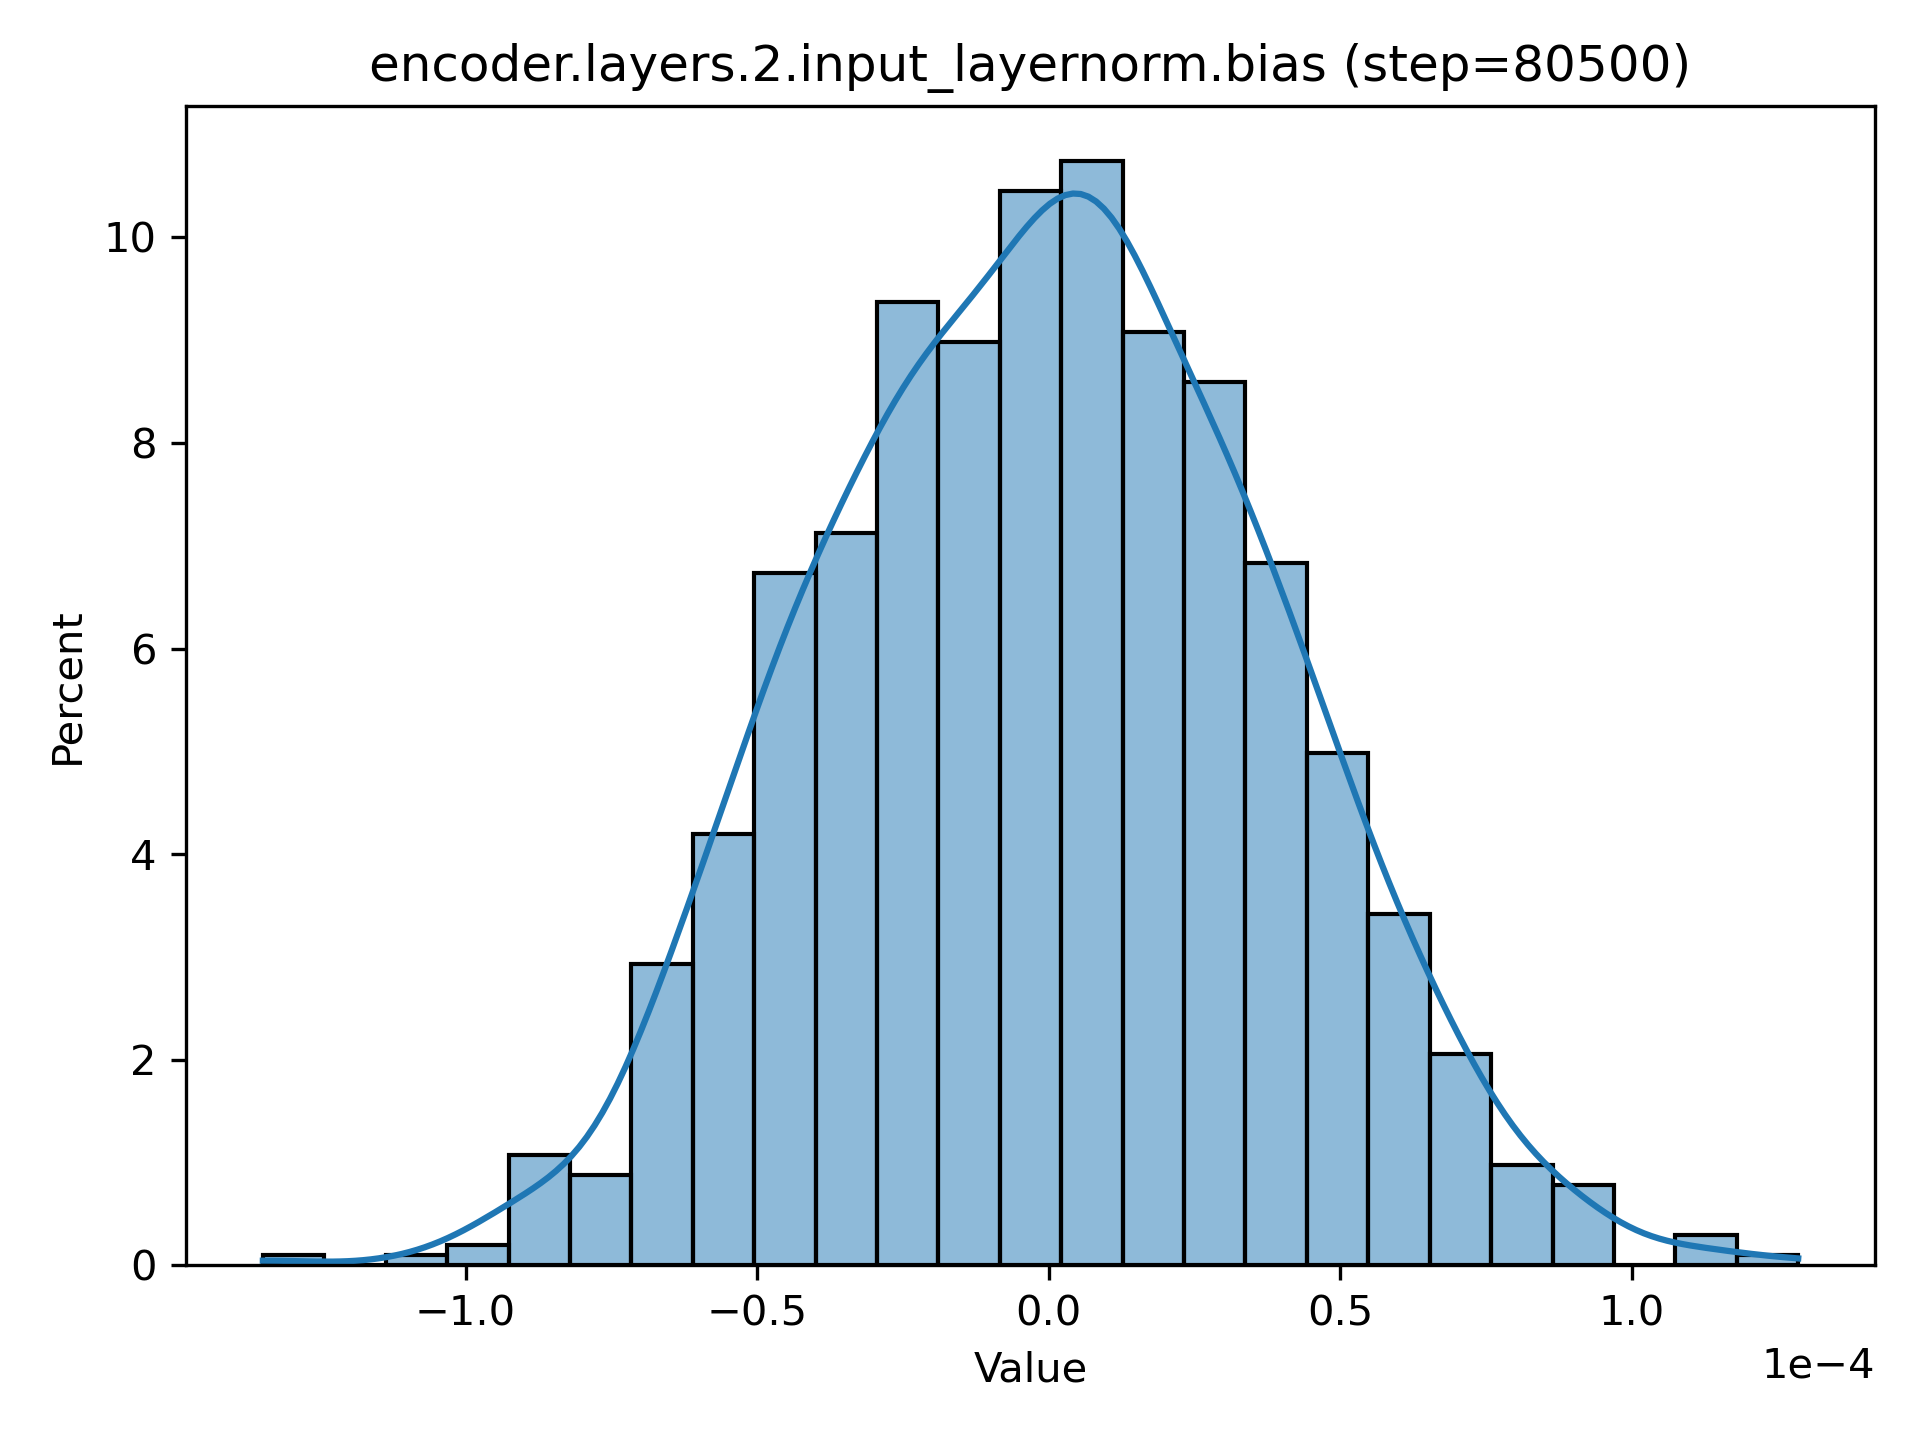 encoder.layers.2.input_layernorm.bias (step=80500)
Percent
10
8
6
4
2
0
−1.0 −0.5 0.0 0.5 1.0
1e−4
Value